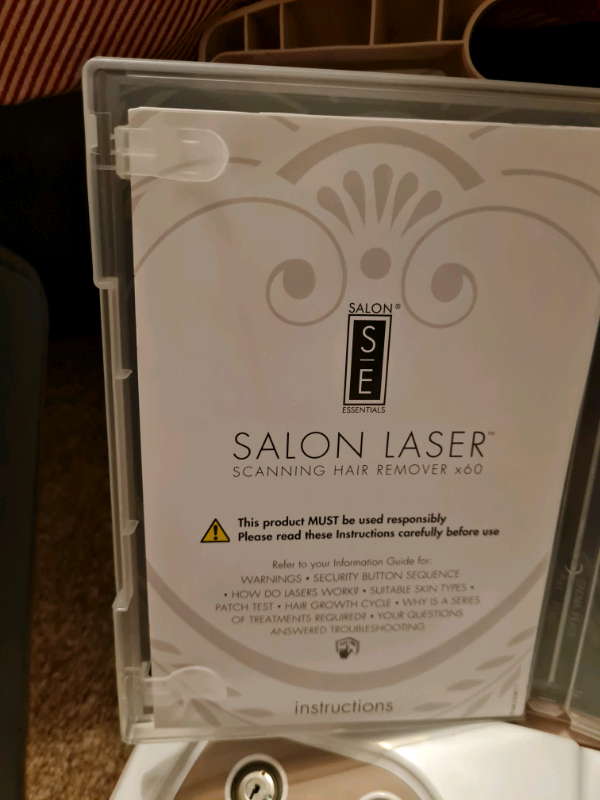 SALON ®
S
E
ESSENTIALS
SALON LASER™
SCANNING HAIR REMOVER x60
This product MUST be used responsibly
Please read these Instructions carefully before use
Refer to your Information Guide for:
WARNINGS • SECURITY BUTTON SEQUENCE
• HOW DO LASERS WORK? • SUITABLE SKIN TYPES •
PATCH TEST • HAIR GROWTH CYCLE • WHY IS A SERIES
OF TREATMENTS REQUIRED? • YOUR QUESTIONS
ANSWERED TROUBLESHOOTING
instructions